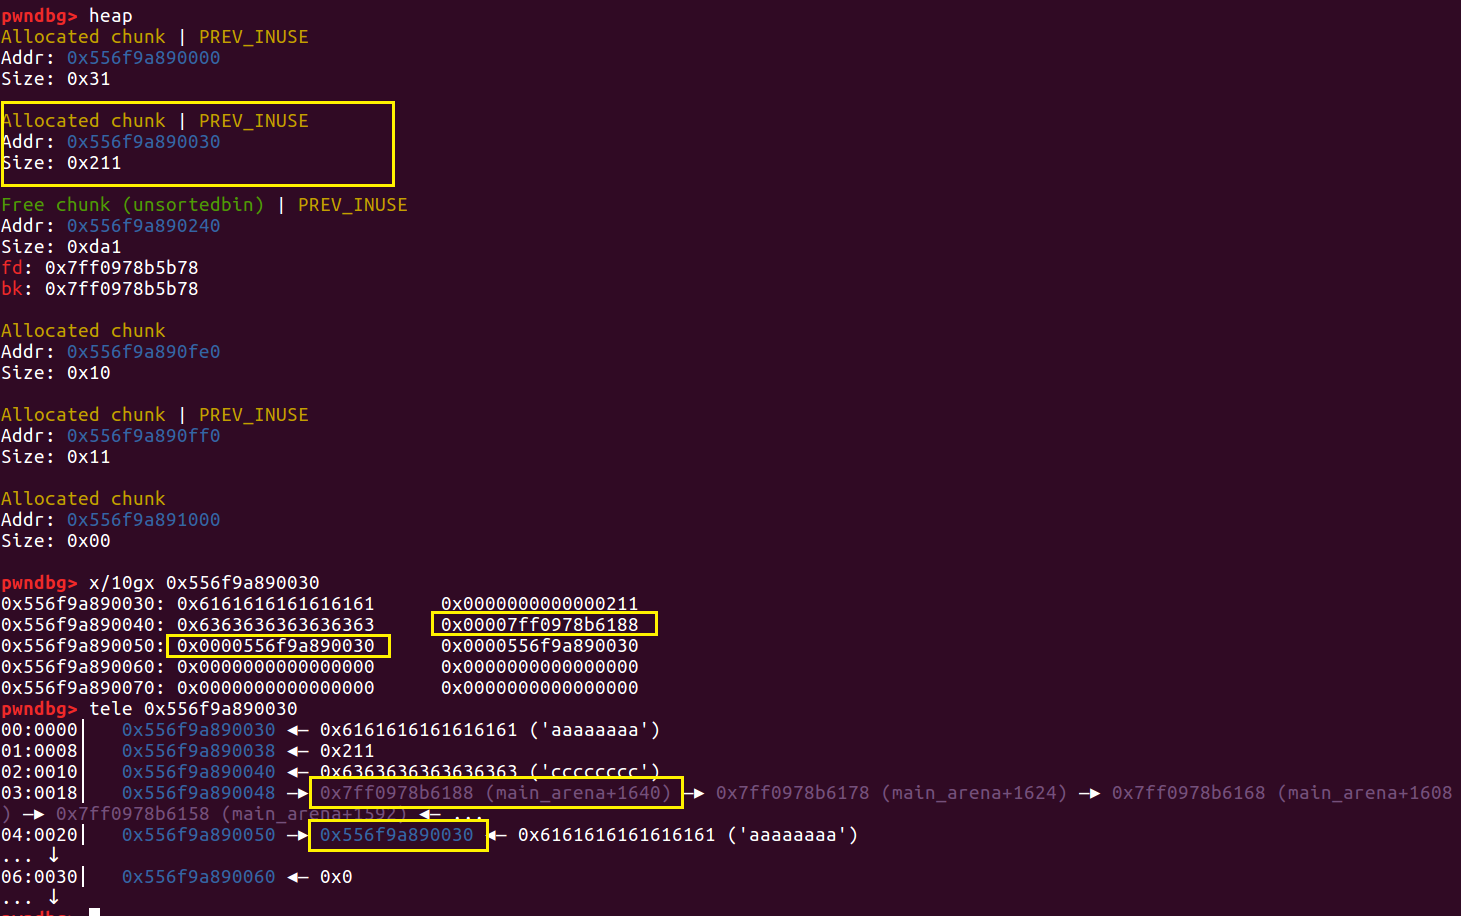 pwndbg> heap
Allocated chunk | PREV_INUSE
Addr: 0x556f9a890000
Size: 0x31
Allocated chunk | PREV_INUSE
Addr: 0x556f9a890030
Size: 0x211
Free chunk (unsortedbin) | PREV_INUSE
Addr: 0x556f9a890240
Size: 0xda1
fd: 0x7ff0978b5b78
bk: 0x7ff0978b5b78
Allocated chunk
Addr: 0x556f9a890fe0
Size: 0x10
Allocated chunk | PREV_INUSE
Addr: 0x556f9a890ff0
Size: 0x11
Allocated chunk
Addr: 0x556f9a891000
Size: 0x00
pwndbg> x/10gx 0x556f9a890030
0x556f9a890030: 0x6161616161616161 0x0000000000000211
0x556f9a890040: 0x6363636363636363 0x00007ff0978b6188
0x556f9a890050: 0x0000556f9a890030 0x0000556f9a890030
0x556f9a890060: 0x0000000000000000 0x0000000000000000
0x556f9a890070: 0x0000000000000000 0x0000000000000000
pwndbg> tele 0x556f9a890030
00:0000│ 0x556f9a890030 ◂— 0x6161616161616161 ('aaaaaaaa')
01:0008│ 0x556f9a890038 ◂— 0x211
02:0010│ 0x556f9a890040 ◂— 0x6363636363636363 ('cccccccc')
03:0018│ 0x556f9a890048 —▸ 0x7ff0978b6188 (main_arena+1640) —▸ 0x7ff0978b6178 (main_arena+1624) —▸ 0x7ff0978b6168 (main_arena+1608
) —▸ 0x7ff0978b6158 (main_arena+1592) ◂— ...
04:0020│ 0x556f9a890050 —▸ 0x556f9a890030 ◂— 0x6161616161616161 ('aaaaaaaa')
... ↓
06:0030│ 0x556f9a890060 ◂— 0x0
... ↓
pwndbg>